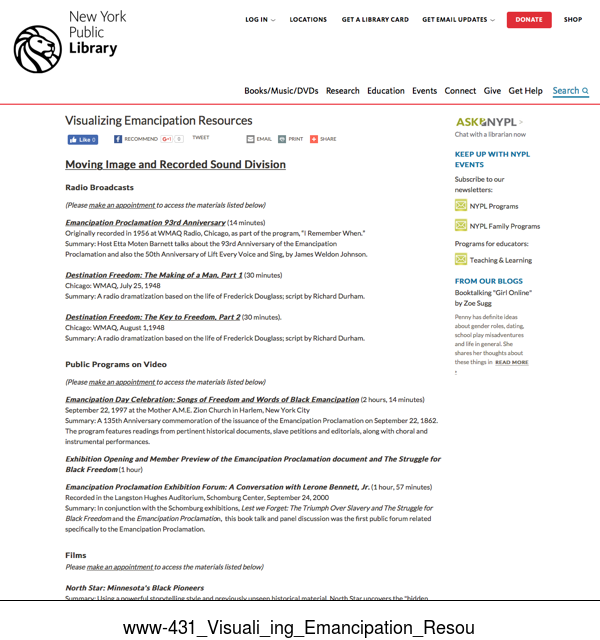 New York
Public
Library
LOG IN
LOCATIONS
GET A LIBRARY CARD
GET EMAIL UPDATES
DONATE
SHOP
Books/Music/DVDs Research Education Events Connect Give Get Help Search
Visualizing Emancipation Resources
Like 0
RECOMMEND
G+1 0
TWEET
EMAIL
PRINT
SHARE
Moving Image and Recorded Sound Division
Radio Broadcasts
(Please make an appointment to access the materials listed below)
Emancipation Proclamation 93rd Anniversary (14 minutes)
Originally recorded in 1956 at WMAQ Radio, Chicago, as part of the program, "I Remember When."
Summary: Host Etta Moten Barnett talks about the 93rd Anniversary of the Emancipation
Proclamation and also the 50th Anniversary of Lift Every Voice and Sing, by James Weldon Johnson.
Destination Freedom: The Making of a Man, Part 1 (30 minutes)
Chicago: WMAQ, July 25, 1948
Summary: A radio dramatization based on the life of Frederick Douglass; script by Richard Durham.
Destination Freedom: The Key to Freedom, Part 2 (30 minutes).
Chicago: WMAQ, August 1,1948
Summary: A radio dramatization based on the life of Frederick Douglass; script by Richard Durham.
Public Programs on Video
(Please make an appointment to access the materials listed below)
Emancipation Day Celebration: Songs of Freedom and Words of Black Emancipation (2 hours, 14 minutes)
September 22, 1997 at the Mother A.M.E. Zion Church in Harlem, New York City
Summary: A 135th Anniversary commemoration of the issuance of the Emancipation Proclamation on September 22, 1862.
The program features readings from pertinent historical documents, slave petitions and editorials, along with choral and
instrumental performances.
Exhibition Opening and Member Preview of the Emancipation Proclamation document and The Struggle for
Black Freedom (1 hour)
Emancipation Proclamation Exhibition Forum: A Conversation with Lerone Bennett, Jr. (1 hour, 57 minutes)
Recorded in the Langston Hughes Auditorium, Schomburg Center, September 24, 2000
Summary: In conjunction with the Schomburg exhibitions, Lest we Forget: The Triumph Over Slavery and The Struggle for
Black Freedom and the Emancipation Proclamation, this book talk and panel discussion was the first public forum related
specifically to the Emancipation Proclamation.
Films
(Please make an appointment to access the materials listed below)
North Star: Minnesota's Black Pioneers
Summary: Using a powerful storytelling style and previously unseen historical material, North Star uncovers the "hidden
ASK NYPL >
Chat with a librarian now
KEEP UP WITH NYPL
EVENTS
Subscribe to our
newsletters:
NYPL Programs
NYPL Family Programs
Programs for educators:
Teaching & Learning
FROM OUR BLOGS
Booktalking "Girl Online"
by Zoe Sugg
Penny has definite ideas
about gender roles, dating,
school play misadventures
and life in general. She
shares her thoughts about
these things in READ MORE
www-431_Visuali_ing_Emancipation_Resou